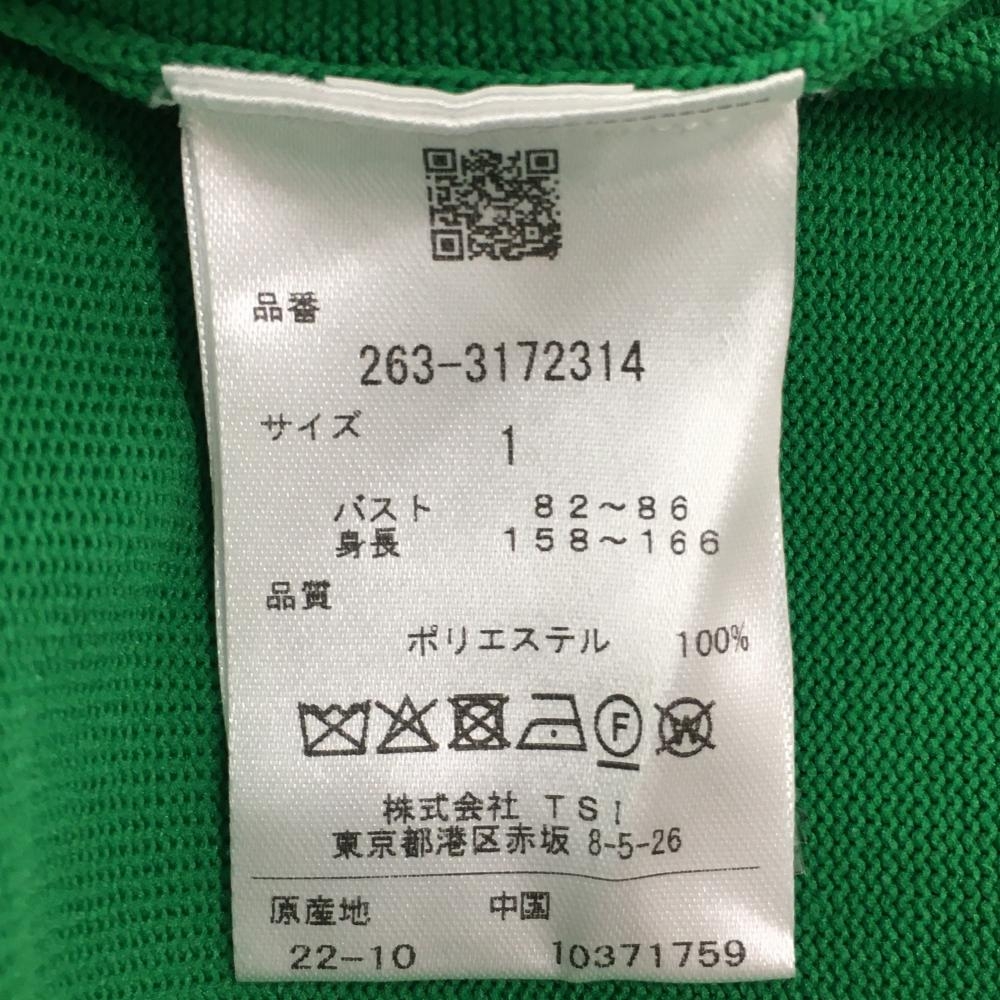 品番
263-3172314
サイズ 1
バスト 82～86
身長 158～166
品質
ポリエステル 100%
F W
株式会社 TSI
東京都港区赤坂 8-5-26
原産地 中国
22-10 10371759